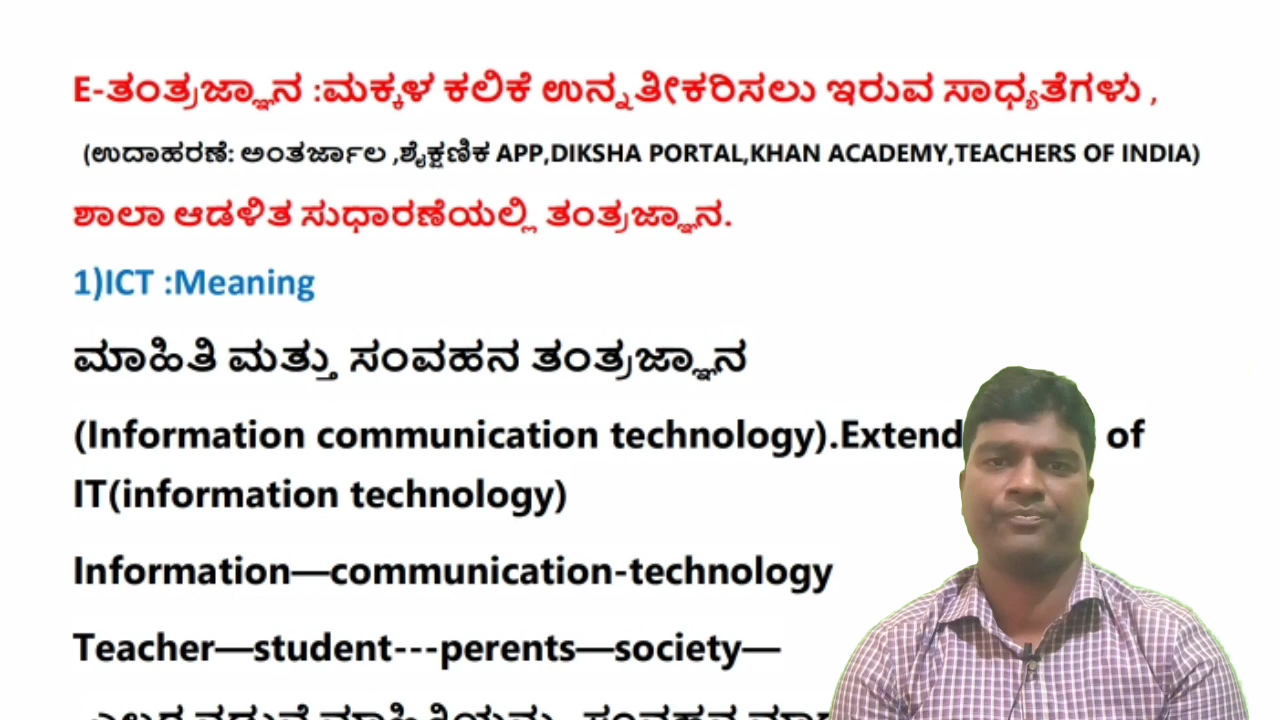 E-ತಂತ್ರಜ್ಞಾನ :ಮಕ್ಕಳ ಕಲಿಕೆ ಉನ್ನತೀಕರಿಸಲು ಇರುವ ಸಾಧ್ಯತೆಗಳು ,
(ಉದಾಹರಣೆ: ಅಂತರ್ಜಾಲ ,ಶೈಕ್ಷಣಿಕ APP,DIKSHA PORTAL,KHAN ACADEMY,TEACHERS OF INDIA)
ಶಾಲಾ ಆಡಳಿತ ಸುಧಾರಣೆಯಲ್ಲಿ ತಂತ್ರಜ್ಞಾನ.
1)ICT :Meaning
ಮಾಹಿತಿ ಮತ್ತು ಸಂವಹನ ತಂತ್ರಜ್ಞಾನ
(Information communication technology).Extend of
IT(information technology)
Information—communication-technology
Teacher—student---perents—society—